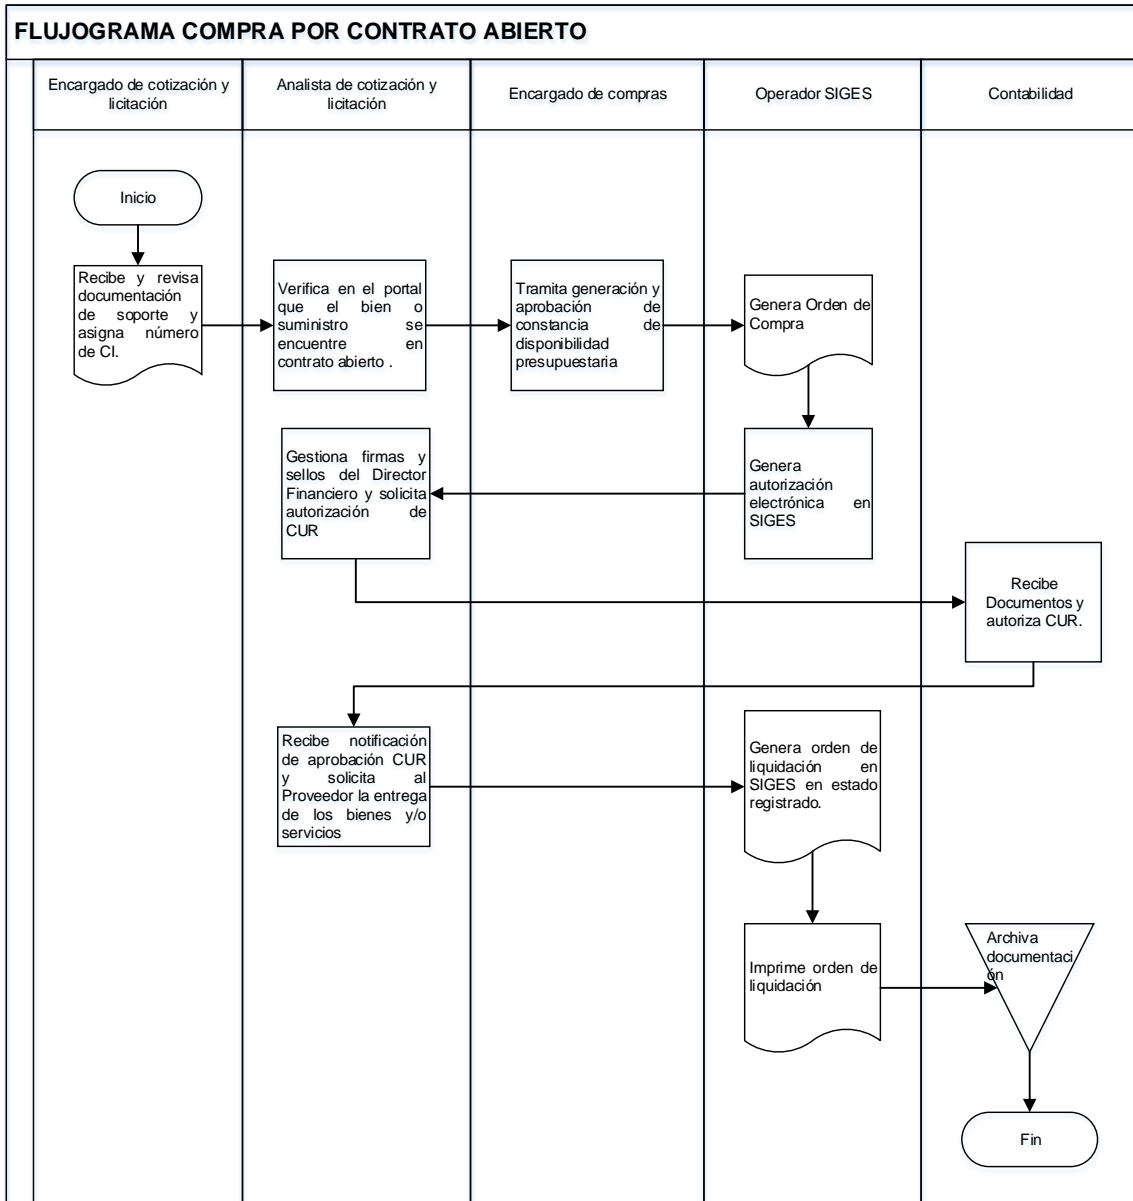 FLUJOGRAMA COMPRA POR CONTRATO ABIERTO
Encargado de cotización y
licitación
Analista de cotización y
licitación
Encargado de compras
Operador SIGES
Contabilidad
Inicio
Recibe y revisa
documentación
de soporte y
asigna número
de CI.
Verifica en el portal
que el bien o
suministro se
encuentre en
contrato abierto .
Tramita generación y
aprobación de
constancia de
disponibilidad
presupuestaria
Genera Orden de
Compra
Gestiona firmas y
sellos del Director
Financiero y solicita
autorización de
CUR
Genera
autorización
electrónica en
SIGES
Recibe
Documentos y
autoriza CUR.
Recibe notificación
de aprobación CUR
y solicita al
Proveedor la entrega
de los bienes y/o
servicios
Genera orden de
liquidación en
SIGES en estado
registrado.
Imprime orden de
liquidación
Archiva
documentaci
ón
Fin